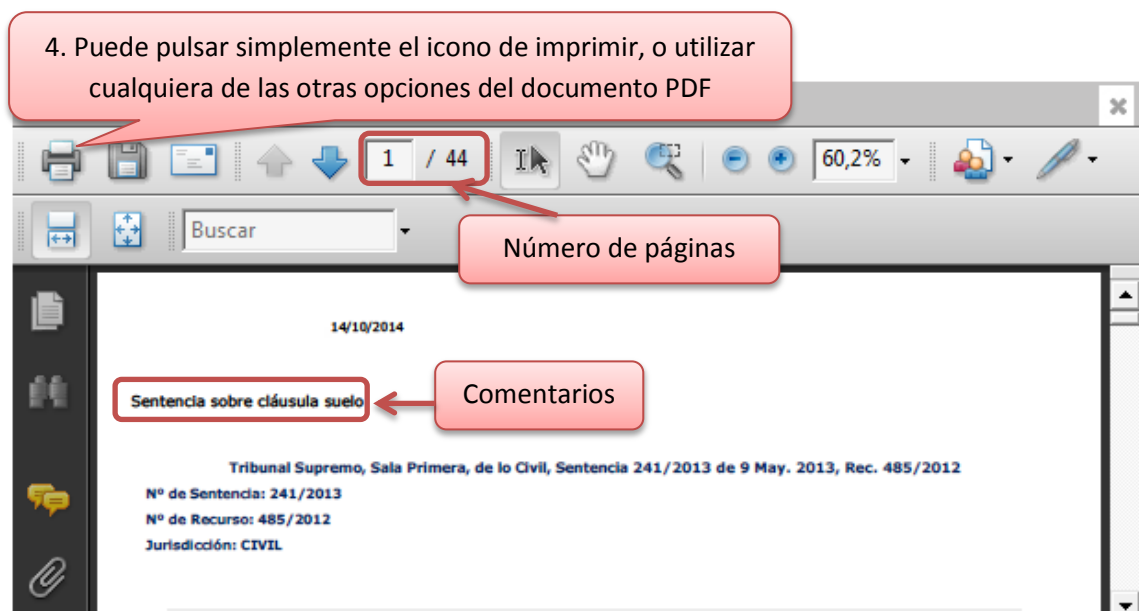 4. Puede pulsar simplemente el icono de imprimir, o utilizar
cualquiera de las otras opciones del documento PDF
1 / 44
60,2%
Buscar
Número de páginas
14/10/2014
Sentencia sobre cláusula suelo
Comentarios
Tribunal Supremo, Sala Primera, de lo Civil, Sentencia 241/2013 de 9 May. 2013, Rec. 485/2012
Nº de Sentencia: 241/2013
Nº de Recurso: 485/2012
Jurisdicción: CIVIL